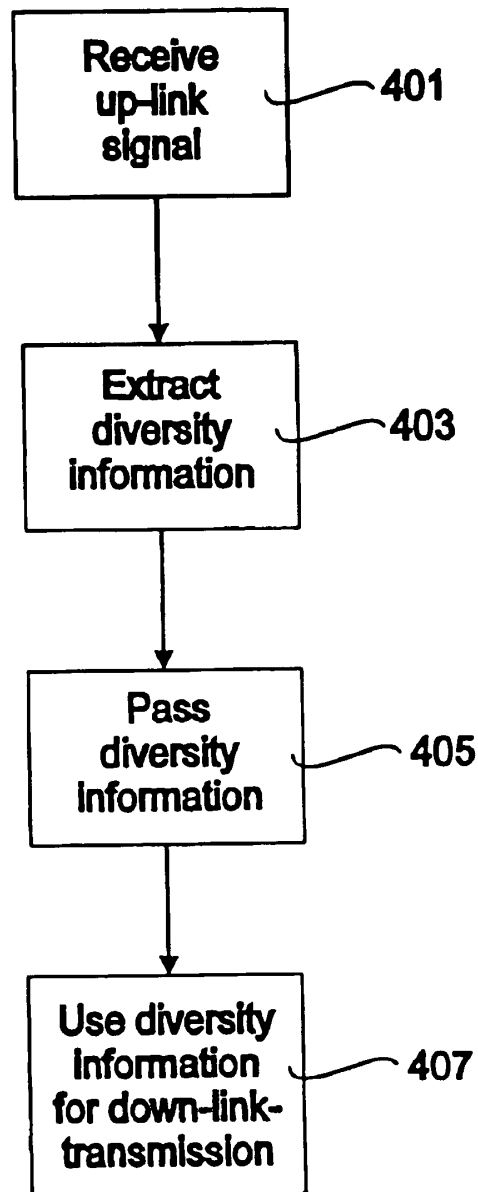 Receive
up-link
signal
401
Extract
diversity
information
403
Pass
diversity
information
405
Use diversity
information
for down-link-
transmission
407